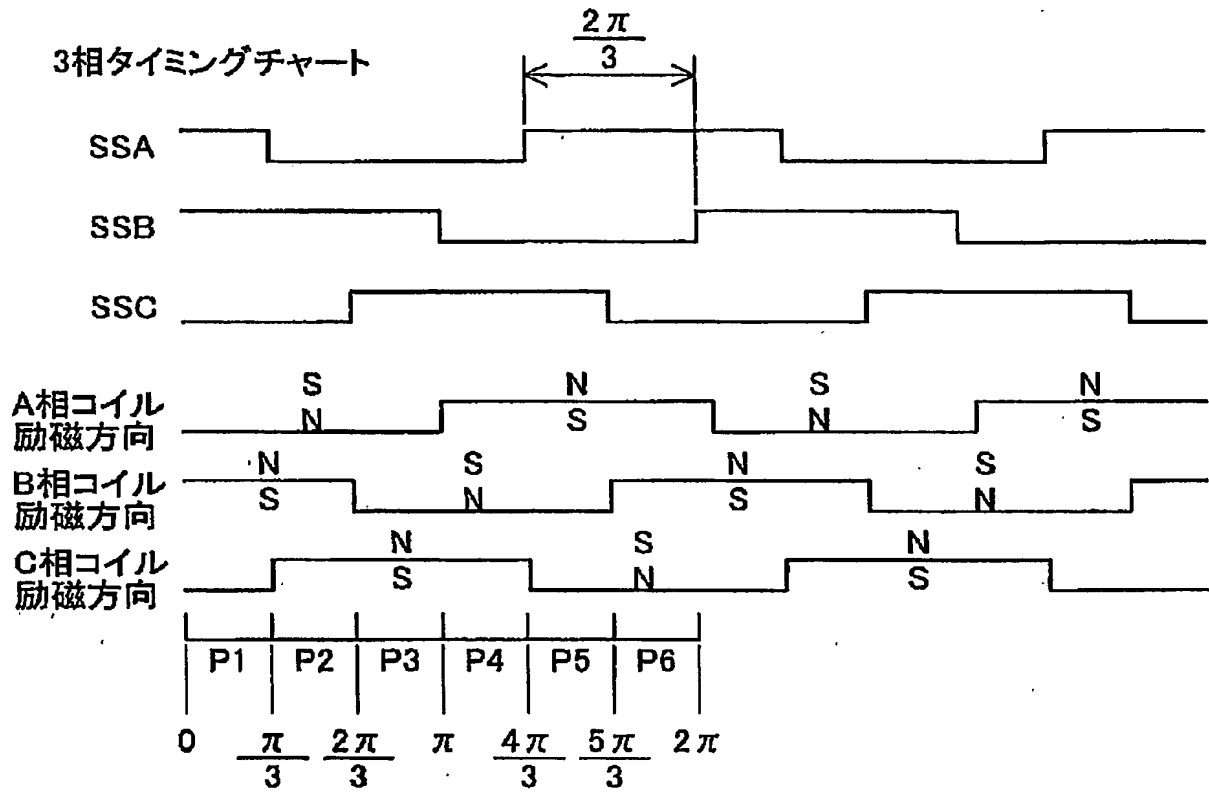 3相タイミングチャート
2π
3
SSA
SSB
SSC
A相コイル
励磁方向
S N S N
N S N S
B相コイル
励磁方向
N S N S
S N S N
C相コイル
励磁方向
N S N
S N S
P1 P2 P3 P4 P5 P6
0 π/3 2π/3 π 4π/3 5π/3 2π